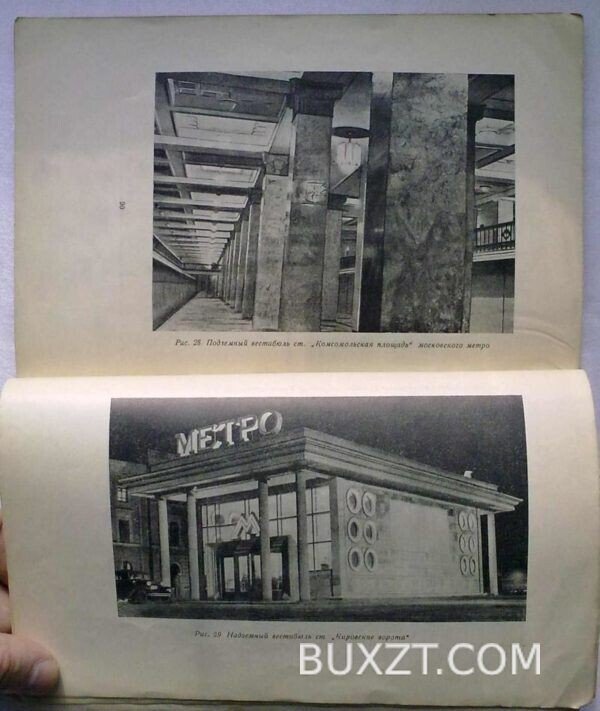 90
Рис. 28. Подземный вестибюль ст. „Комсомольская площадь“ московского метро
МЕТРО
М
Рис. 29 Надземный вестибюль ст. „Кировские ворота“
BUXZT.COM